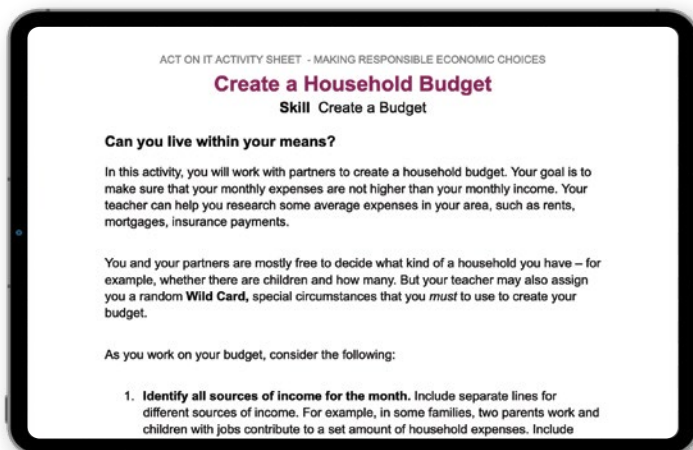 ACT ON IT ACTIVITY SHEET - MAKING RESPONSIBLE ECONOMIC CHOICES
Create a Household Budget
Skill Create a Budget
Can you live within your means?
In this activity, you will work with partners to create a household budget. Your goal is to
make sure that your monthly expenses are not higher than your monthly income. Your
teacher can help you research some average expenses in your area, such as rents,
mortgages, insurance payments.
You and your partners are mostly free to decide what kind of a household you have – for
example, whether there are children and how many. But your teacher may also assign
you a random Wild Card, special circumstances that you must to use to create your
budget.
As you work on your budget, consider the following:
1. Identify all sources of income for the month. Include separate lines for
different sources of income. For example, in some families, two parents work and
children with jobs contribute to a set amount of household expenses. Include